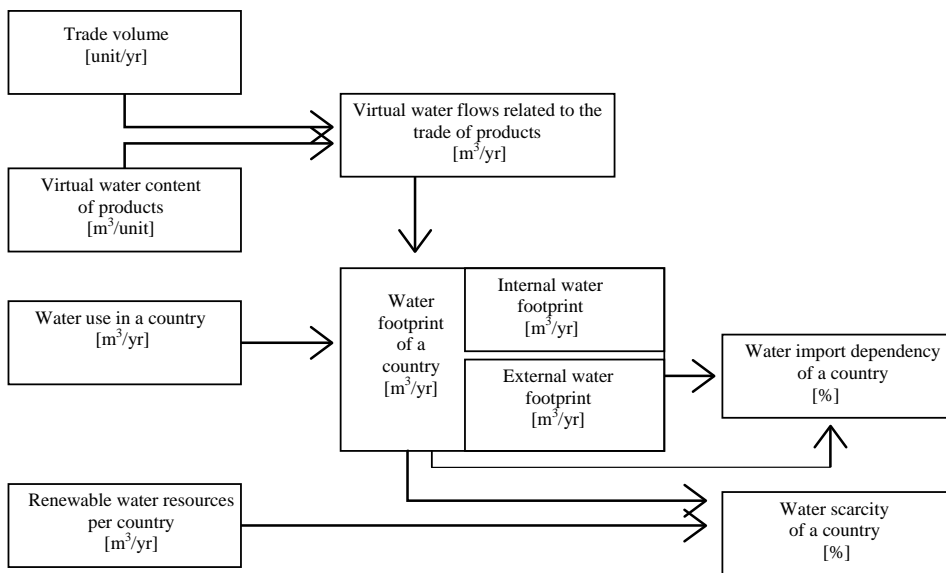 Trade volume
[unit/yr]
Virtual water flows related to the
trade of products
[m³/yr]
Virtual water content
of products
[m³/unit]
Water
footprint
of a
country
[m³/yr]
Internal water
footprint
[m³/yr]
Water use in a country
[m³/yr]
External water
footprint
[m³/yr]
Water import dependency
of a country
[%]
Renewable water resources
per country
[m³/yr]
Water scarcity
of a country
[%]